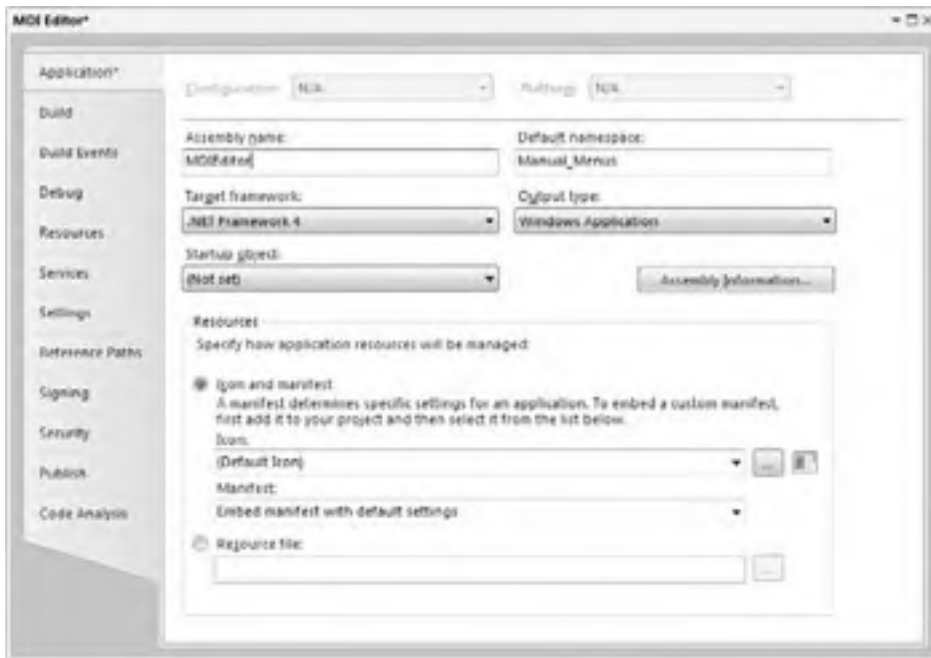 MDI Editor*
Application*
Build
Build Events
Debug
Resources
Services
Settings
Reference Paths
Signing
Security
Publish
Code Analysis
Configuration: N/A Platform: N/A
Assembly name: Default namespace:
MDIEditor Manual_Menus
Target framework: Output type:
.NET Framework 4 Windows Application
Startup object:
(Not set) Assembly Information...
Resources
Specify how application resources will be managed:
Icon and manifest
A manifest determines specific settings for an application. To embed a custom manifest,
first add it to your project and then select it from the list below.
Icon:
(Default Icon) ...
Manifest:
Embed manifest with default settings
Resource file:
...